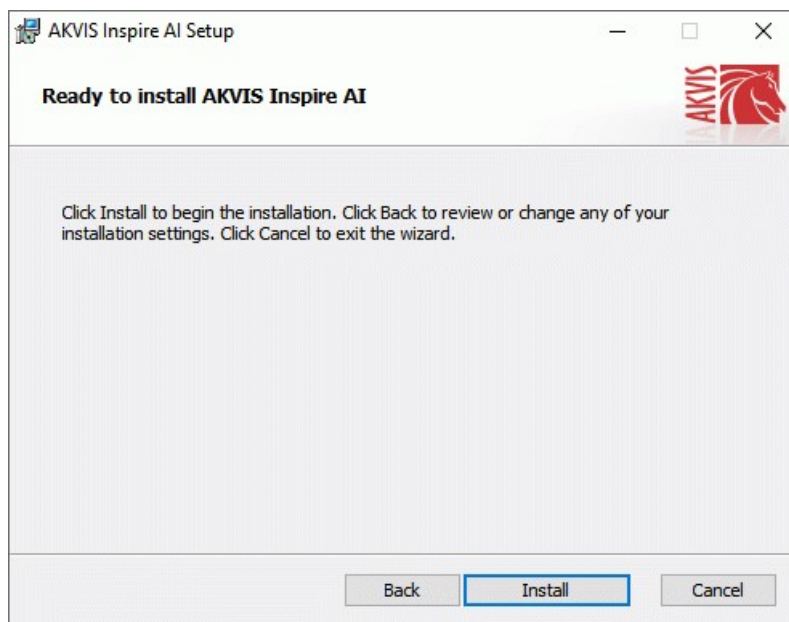 AKVIS Inspire AI Setup
Ready to install AKVIS Inspire AI
AKVIS
Click Install to begin the installation. Click Back to review or change any of your
installation settings. Click Cancel to exit the wizard.
Back
Install
Cancel